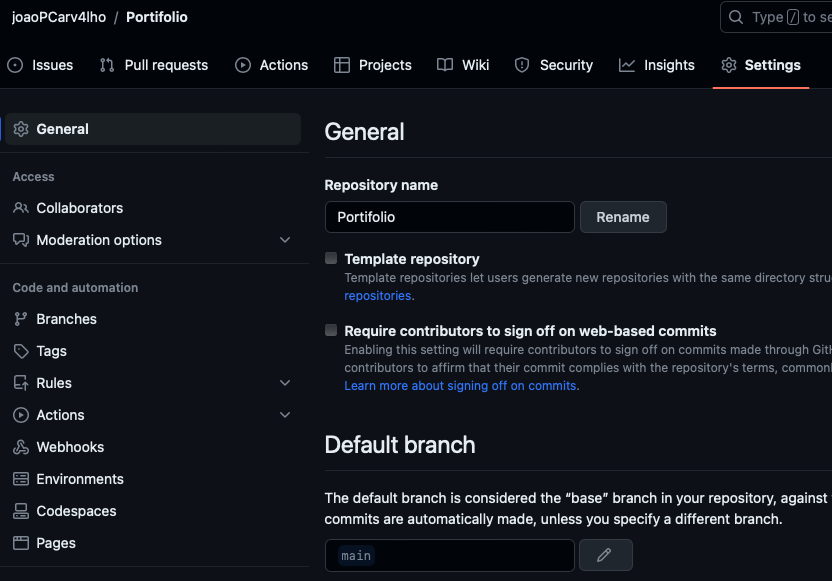 joaoPCarv4lho / Portifolio
Type / to se
Issues Pull requests Actions Projects Wiki Security Insights Settings
General
Access
Collaborators
Moderation options
Code and automation
Branches
Tags
Rules
Actions
Webhooks
Environments
Codespaces
Pages
General
Repository name
Portifolio Rename
Template repository
Template repositories let users generate new repositories with the same directory stru
repositories.
Require contributors to sign off on web-based commits
Enabling this setting will require contributors to sign off on commits made through GitH
contributors to affirm that their commit complies with the repository's terms, commonl
Learn more about signing off on commits.
Default branch
The default branch is considered the “base” branch in your repository, against
commits are automatically made, unless you specify a different branch.
main